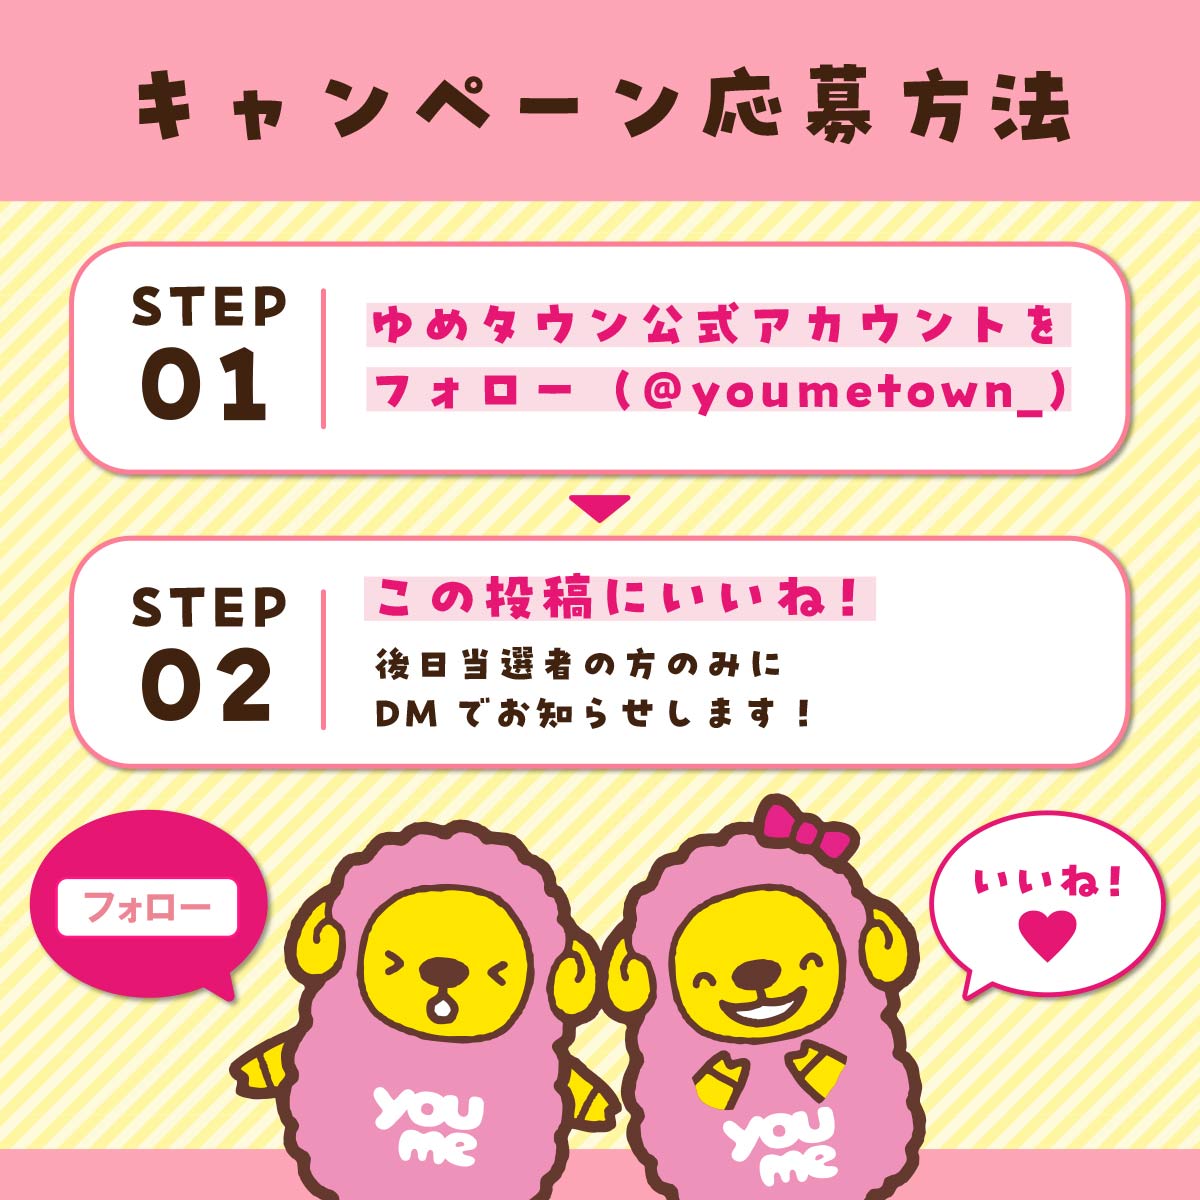 キャンペーン応募方法
STEP
01
ゆめタウン公式アカウントを
フォロー（@youmetown_）
STEP
02
この投稿にいいね！
後日当選者の方のみに
DMでお知らせします！
フォロー
いいね！
you
me
you
me